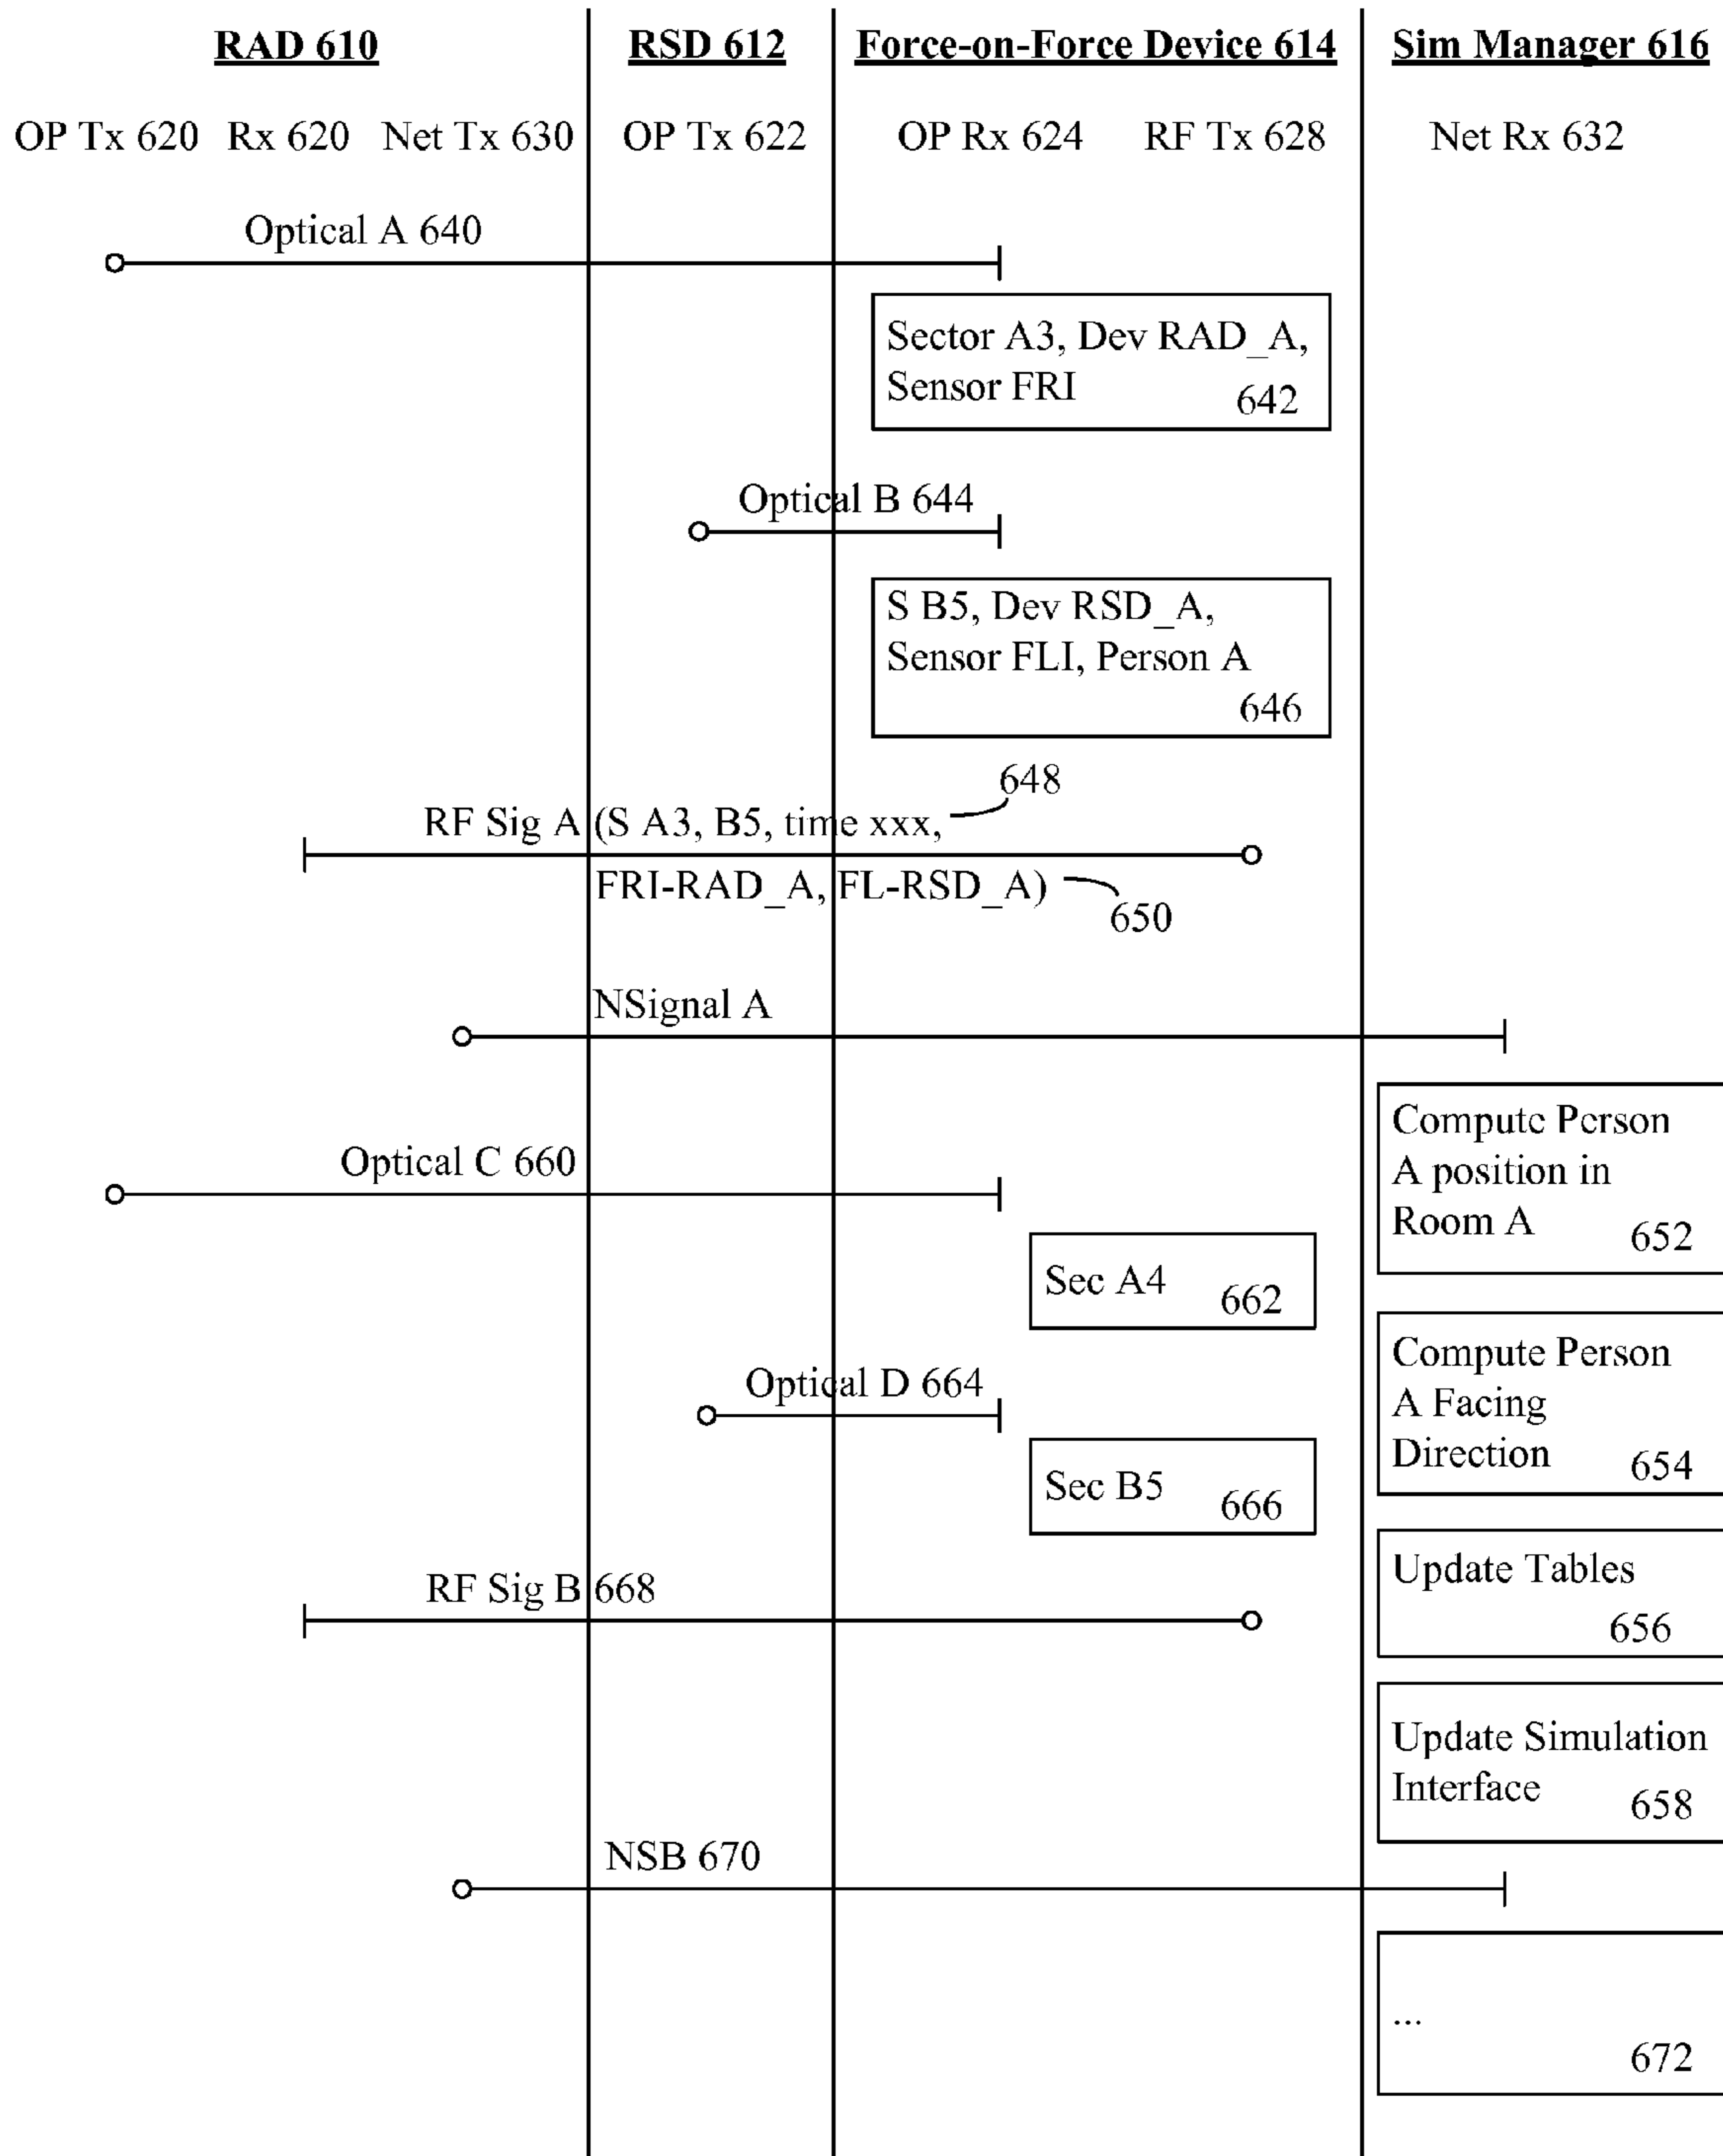 RAD 610
RSD 612
Force-on-Force Device 614
Sim Manager 616
OP Tx 620
Rx 620
Net Tx 630
OP Tx 622
OP Rx 624
RF Tx 628
Net Rx 632
Optical A 640
Sector A3, Dev RAD_A,
Sensor FRI
642
Optical B 644
S B5, Dev RSD_A,
Sensor FLI, Person A
646
648
RF Sig A (S A3, B5, time xxx,
FRI-RAD_A, FL-RSD_A)
650
NSignal A
Compute Person
A position in
Room A
652
Optical C 660
Sec A4
662
Compute Person
A Facing
Direction
654
Optical D 664
Sec B5
666
Update Tables
656
RF Sig B 668
Update Simulation
Interface
658
NSB 670
...
672